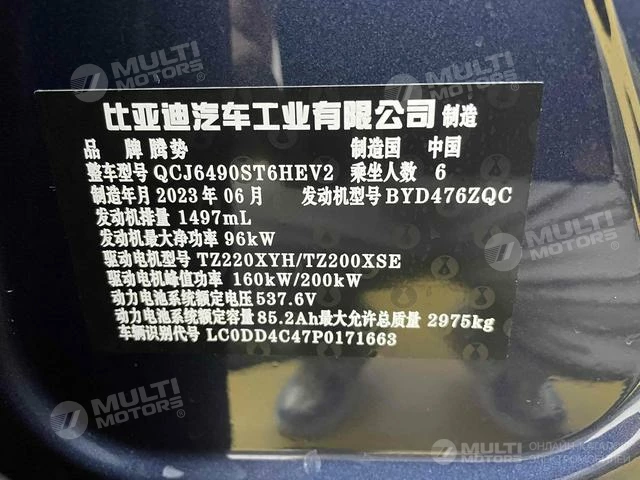 MULTI
MOTORS
MULTI
MOTORS
比亚迪汽车工业有限公司 制造
品 牌 腾势 制造国 中国
整车型号 QCJ6490ST6HEV2 乘坐人数 6
制造年月 2023 年 06 月 发动机型号 BYD476ZQC
发动机排量 1497mL
发动机最大净功率 96kW
驱动电机型号 TZ220XYH/TZ200XSE
驱动电机峰值功率 160kW/200kW
动力电池系统额定电压 537.6V
动力电池系统额定容量 85.2Ah 最大允许总质量 2975kg
车辆识别代号 LC0DD4C47P0171663
MULTI
MOTORS
MULTI
MOTORS
ОНЛАЙН-КАТАЛОГ
ЭЛЕКТРОМОБИЛЕЙ